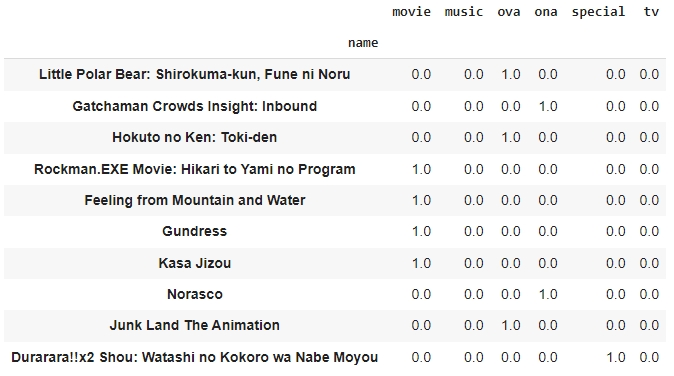 movie music ova ona special tv
name
Little Polar Bear: Shirokuma-kun, Fune ni Noru 0.0 0.0 1.0 0.0 0.0 0.0
Gatchaman Crowds Insight: Inbound 0.0 0.0 0.0 1.0 0.0 0.0
Hokuto no Ken: Toki-den 0.0 0.0 1.0 0.0 0.0 0.0
Rockman.EXE Movie: Hikari to Yami no Program 1.0 0.0 0.0 0.0 0.0 0.0
Feeling from Mountain and Water 1.0 0.0 0.0 0.0 0.0 0.0
Gundress 1.0 0.0 0.0 0.0 0.0 0.0
Kasa Jizou 1.0 0.0 0.0 0.0 0.0 0.0
Norasco 0.0 0.0 0.0 1.0 0.0 0.0
Junk Land The Animation 0.0 0.0 1.0 0.0 0.0 0.0
Durarara!!x2 Shou: Watashi no Kokoro wa Nabe Moyou 0.0 0.0 0.0 0.0 1.0 0.0